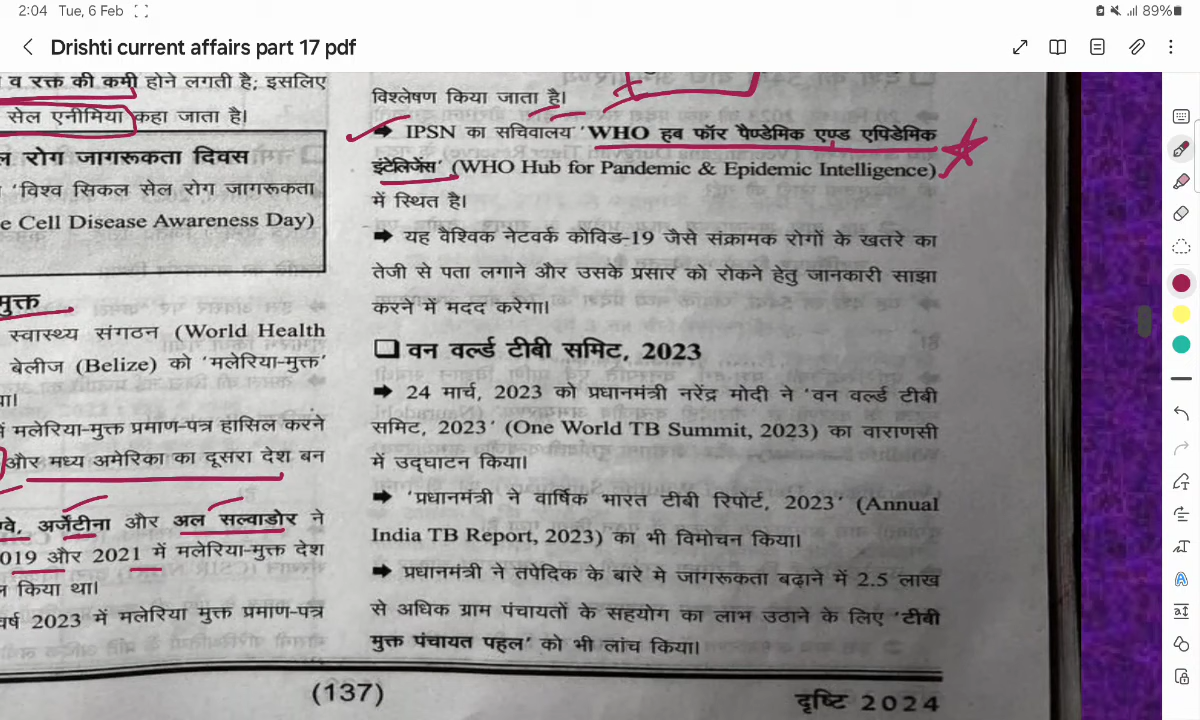 2:04 Tue, 6 Feb
89%
Drishti current affairs part 17 pdf
व रक्त की कमी होने लगती है; इसलिए
सेल एनीमिया कहा जाता है।
रोग जागरूकता दिवस
'विश्व सिकल सेल रोग जागरूकता
Cell Disease Awareness Day)
मुक्त
स्वास्थ्य संगठन (World Health
बेलीज (Belize) को 'मलेरिया-मुक्त'
मलेरिया-मुक्त प्रमाण-पत्र हासिल करने
और मध्य अमेरिका का दूसरा देश बन
अर्जेंटीना और अल सल्वाडोर ने
2019 और 2021 में मलेरिया-मुक्त देश
किया था।
वर्ष 2023 में मलेरिया मुक्त प्रमाण-पत्र
विश्लेषण किया जाता है।
➡ IPSN का सचिवालय 'WHO हब फॉर पैण्डेमिक एण्ड एपिडेमिक
इंटेलिजेंस' (WHO Hub for Pandemic & Epidemic Intelligence)
में स्थित है।
➡ यह वैश्विक नेटवर्क कोविड-19 जैसे संक्रामक रोगों के खतरे का
तेजी से पता लगाने और उसके प्रसार को रोकने हेतु जानकारी साझा
करने में मदद करेगा।
❑ वन वर्ल्ड टीबी समिट, 2023
➡ 24 मार्च, 2023 को प्रधानमंत्री नरेंद्र मोदी ने 'वन वर्ल्ड टीबी
समिट, 2023' (One World TB Summit, 2023) का वाराणसी
में उद्घाटन किया।
➡ 'प्रधानमंत्री ने वार्षिक भारत टीबी रिपोर्ट, 2023' (Annual
India TB Report, 2023) का भी विमोचन किया।
➡ प्रधानमंत्री ने तपेदिक के बारे मे जागरूकता बढ़ाने में 2.5 लाख
से अधिक ग्राम पंचायतों के सहयोग का लाभ उठाने के लिए 'टीबी
मुक्त पंचायत पहल' को भी लांच किया।
(137)
दृष्टि 2024